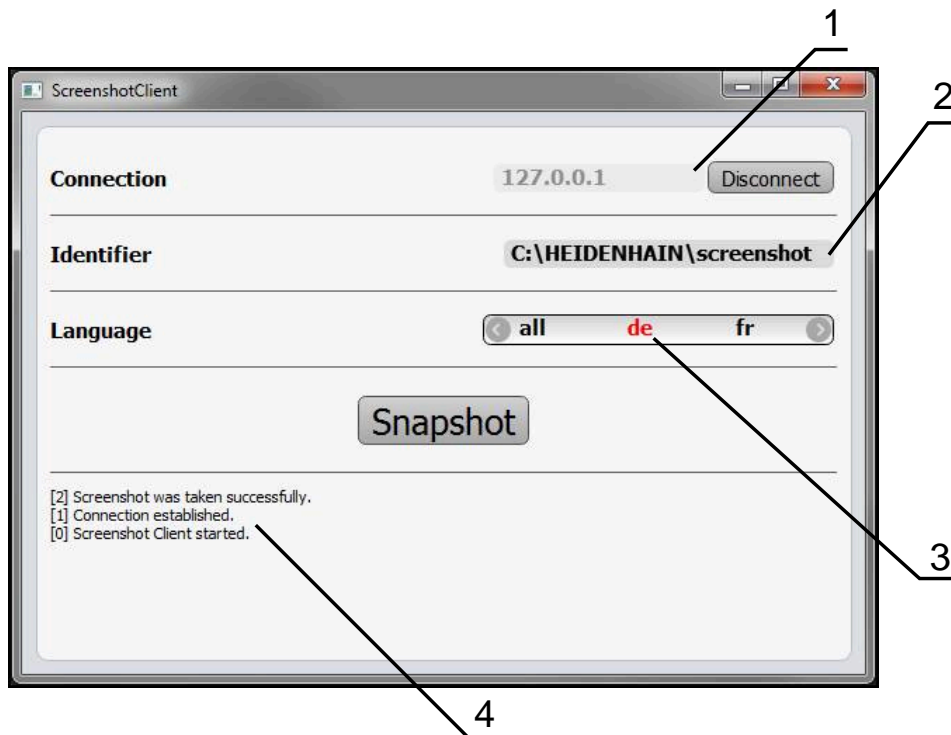 1
ScreenshotClient
2
Connection 127.0.0.1 Disconnect
Identifier C:\HEIDENHAIN\screenshot
Language all de fr
Snapshot
[2] Screenshot was taken successfully.
[1] Connection established.
[0] Screenshot Client started.
3
4